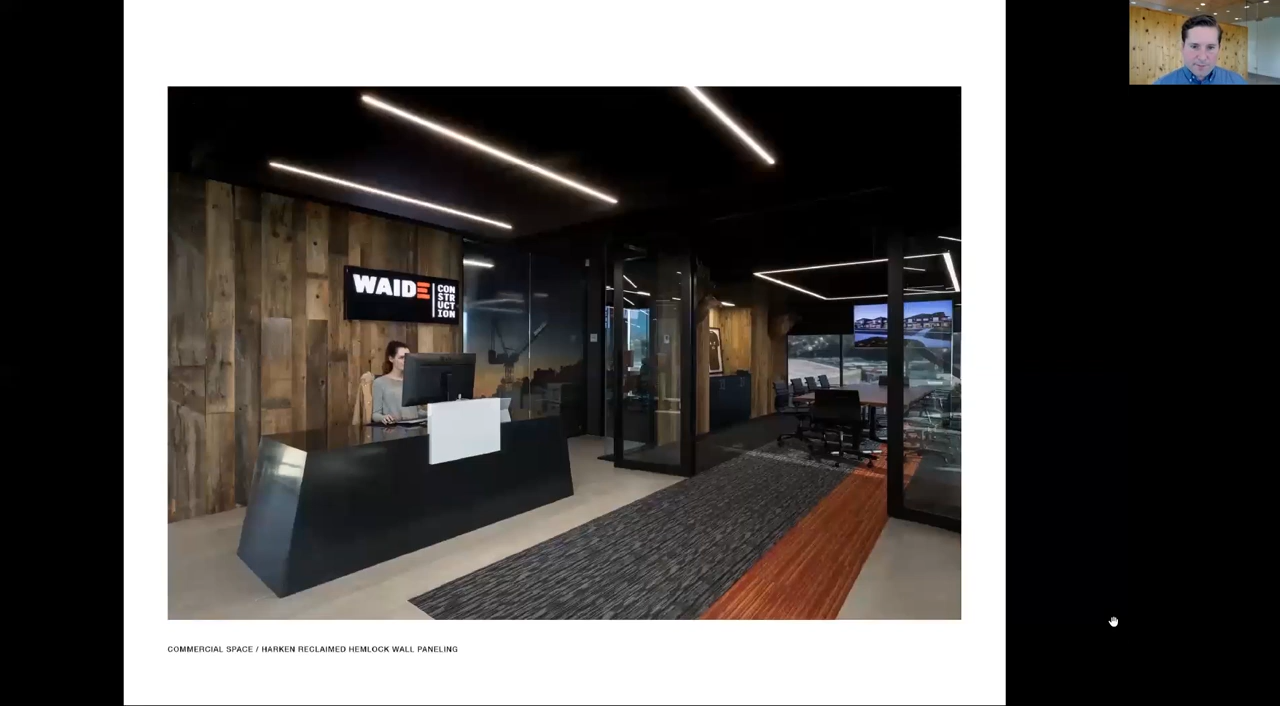 WAIDE
CON
STR
UCT
ION
COMMERCIAL SPACE / HARKEN RECLAIMED HEMLOCK WALL PANELING